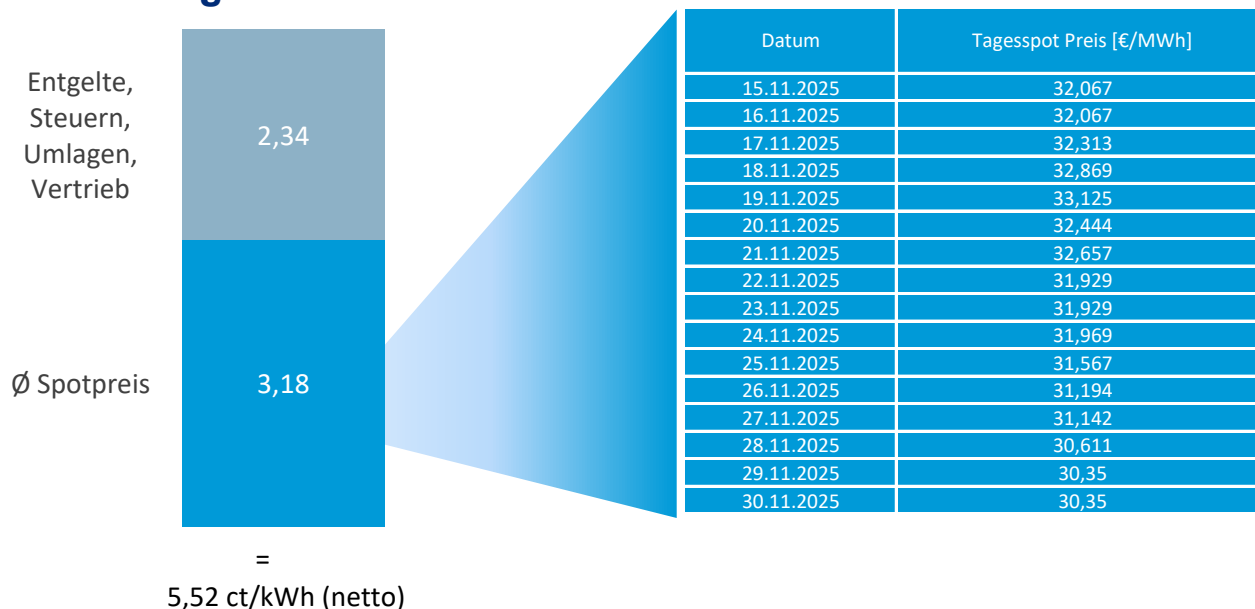 Entgelte,
Steuern,
Umlagen,
Vertrieb
2,34
Ø Spotpreis
3,18
=
5,52 ct/kWh (netto)
Datum Tagesspot Preis [€/MWh]
15.11.2025 32,067
16.11.2025 32,067
17.11.2025 32,313
18.11.2025 32,869
19.11.2025 33,125
20.11.2025 32,444
21.11.2025 32,657
22.11.2025 31,929
23.11.2025 31,929
24.11.2025 31,969
25.11.2025 31,567
26.11.2025 31,194
27.11.2025 31,142
28.11.2025 30,611
29.11.2025 30,35
30.11.2025 30,35